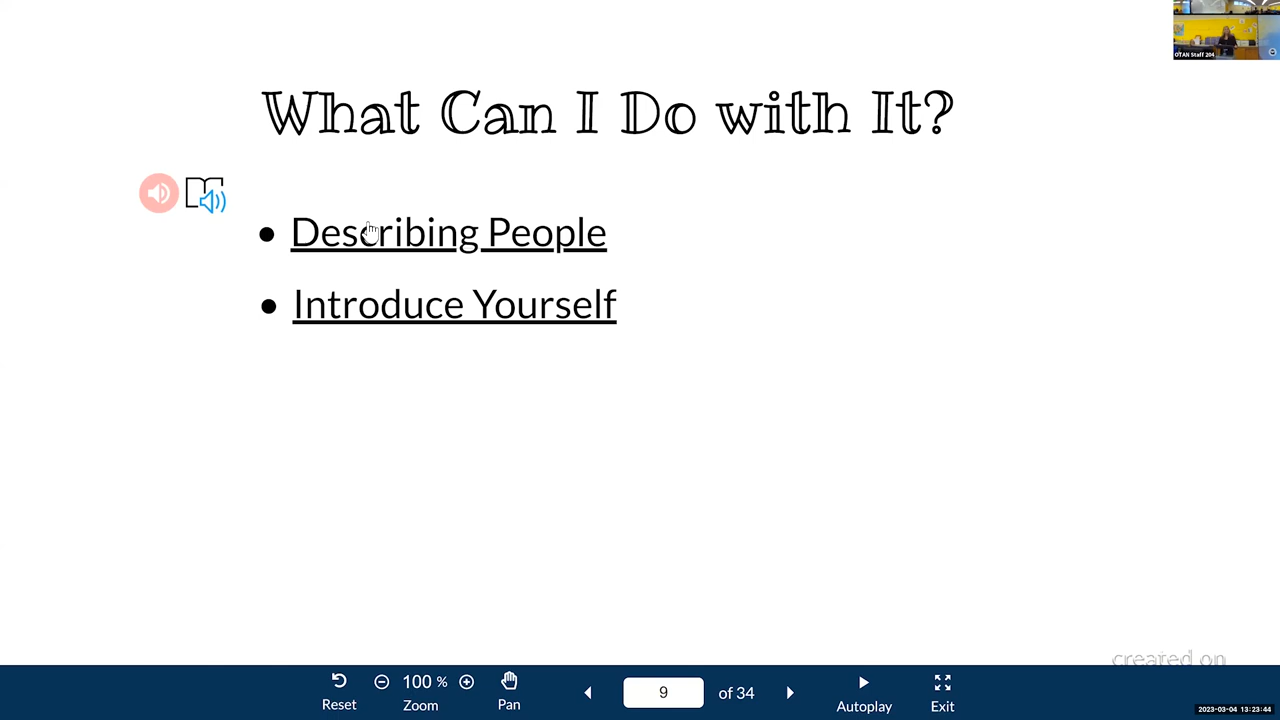 OTAN Staff 204
What Can I Do with It?
Describing People
Introduce Yourself
created on
Reset
100 %
Zoom
Pan
9
of 34
Autoplay
Exit
2023-03-04 13:23:44